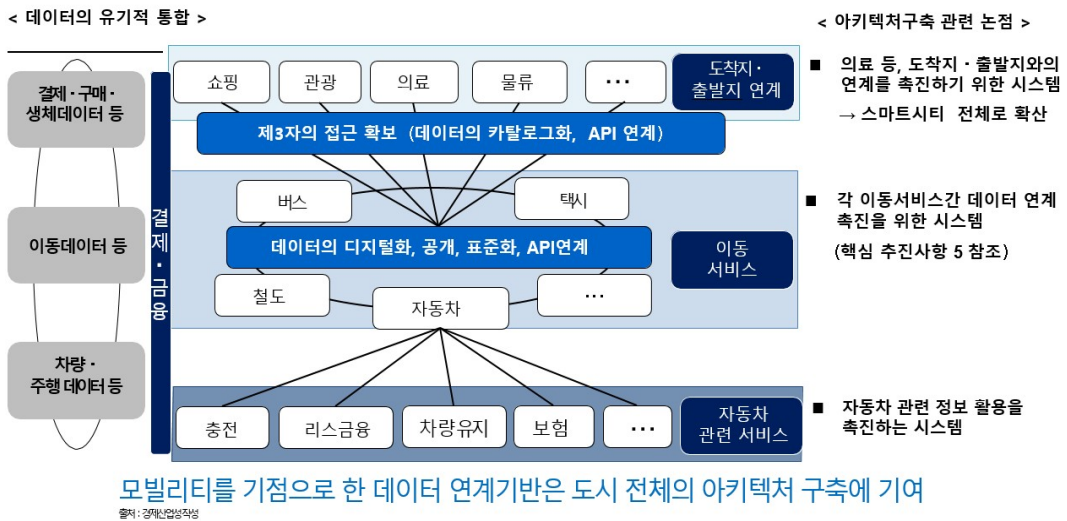 < 데이터의 유기적 통합 >
< 아키텍처구축 관련 논점 >
결제・구매・
생체데이터 등
이동데이터 등
차량・
주행 데이터 등
결제・금융
쇼핑
관광
의료
물류
···
도착지・
출발지 연계
제3자의 접근 확보 (데이터의 카탈로그화, API 연계)
버스
택시
데이터의 디지털화, 공개, 표준화, API연계
이동
서비스
철도
자동차
···
충전
리스금융
차량유지
보험
···
자동차
관련 서비스
■ 의료 등, 도착지・출발지와의
연계를 촉진하기 위한 시스템
→ 스마트시티 전체로 확산
■ 각 이동서비스간 데이터 연계
촉진을 위한 시스템
(핵심 추진사항 5 참조)
■ 자동차 관련 정보 활용을
촉진하는 시스템
모빌리티를 기점으로 한 데이터 연계기반은 도시 전체의 아키텍처 구축에 기여
출처 : 경제산업성작성